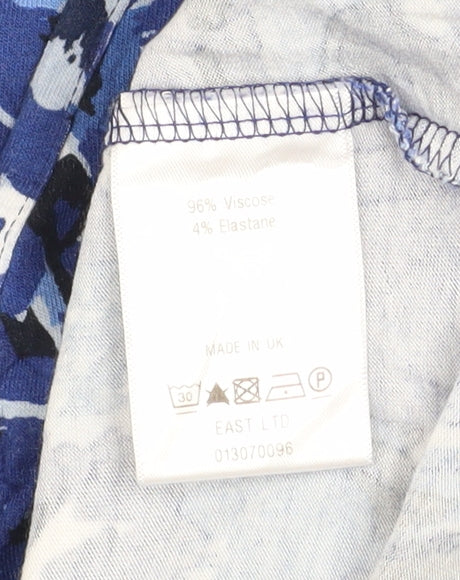 96% Viscose
4% Elastane
MADE IN UK
30 P
EAST LTD
013070096